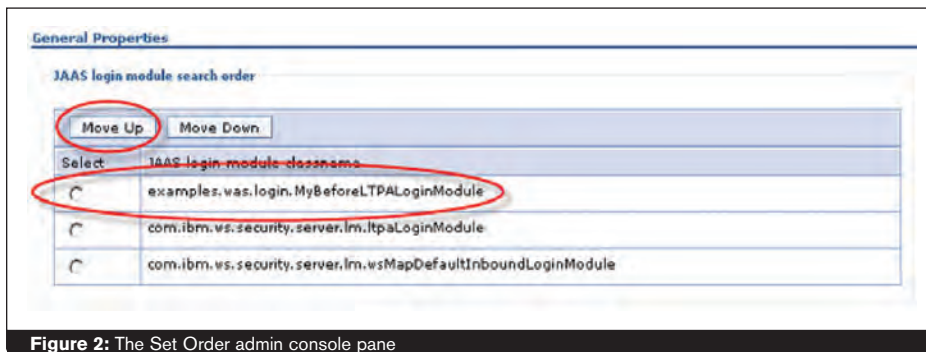 General Properties
JAAS login module search order
Move Up Move Down
Select JAAS login module classname
examples.was.login.MyBeforeLTPALoginModule
com.ibm.ws.security.server.lm.ltpaLoginModule
com.ibm.ws.security.server.lm.wsMapDefaultInboundLoginModule
Figure 2: The Set Order admin console pane